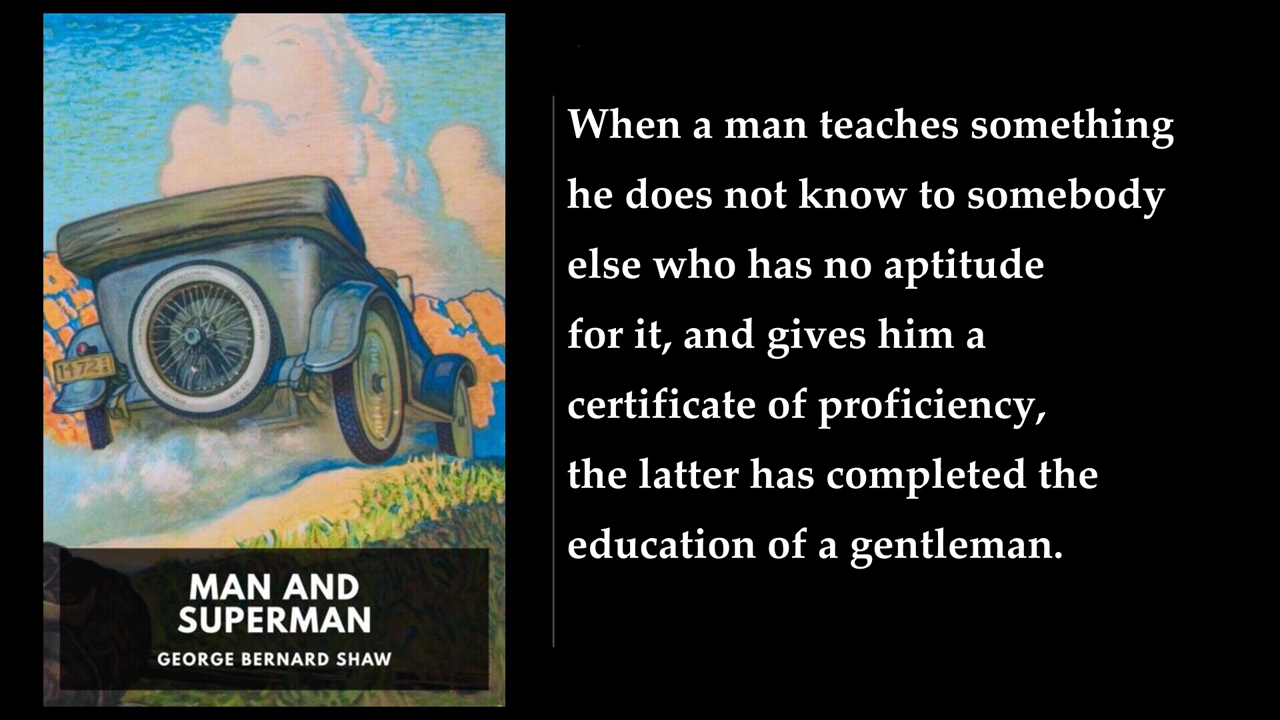 When a man teaches something
he does not know to somebody
else who has no aptitude
for it, and gives him a
certificate of proficiency,
the latter has completed the
education of a gentleman.
1472
MAN AND
SUPERMAN
GEORGE BERNARD SHAW